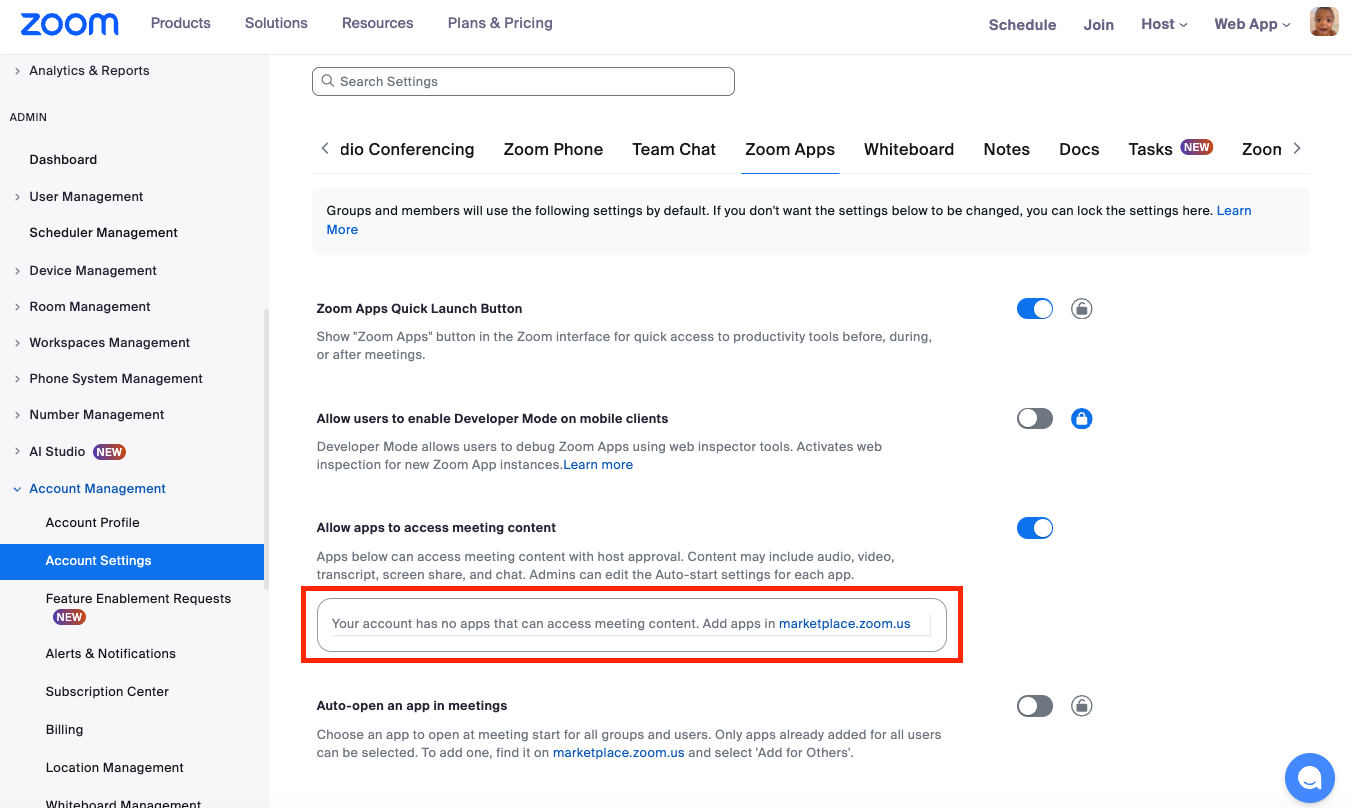 zoom
Products
Solutions
Resources
Plans & Pricing
Schedule
Join
Host
Web App
Analytics & Reports
ADMIN
Dashboard
User Management
Scheduler Management
Device Management
Room Management
Workspaces Management
Phone System Management
Number Management
AI Studio NEW
Account Management
Account Profile
Account Settings
Feature Enablement Requests
NEW
Alerts & Notifications
Subscription Center
Billing
Location Management
Whiteboard Management
Search Settings
dio Conferencing
Zoom Phone
Team Chat
Zoom Apps
Whiteboard
Notes
Docs
Tasks NEW
Zoom
Groups and members will use the following settings by default. If you don't want the settings below to be changed, you can lock the settings here. Learn
More
Zoom Apps Quick Launch Button
Show "Zoom Apps" button in the Zoom interface for quick access to productivity tools before, during,
or after meetings.
Allow users to enable Developer Mode on mobile clients
Developer Mode allows users to debug Zoom Apps using web inspector tools. Activates web
inspection for new Zoom App instances.Learn more
Allow apps to access meeting content
Apps below can access meeting content with host approval. Content may include audio, video,
transcript, screen share, and chat. Admins can edit the Auto-start settings for each app.
Your account has no apps that can access meeting content. Add apps in marketplace.zoom.us
Auto-open an app in meetings
Choose an app to open at meeting start for all groups and users. Only apps already added for all users
can be selected. To add one, find it on marketplace.zoom.us and select 'Add for Others'.